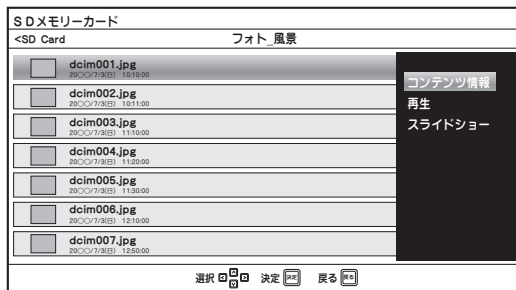 SDメモリーカード
<SD Card
フォト_風景
dcim001.jpg
20○○/7/3(日) 10:10:00
dcim002.jpg
20○○/7/3(日) 10:11:00
dcim003.jpg
20○○/7/3(日) 11:10:00
dcim004.jpg
20○○/7/3(日) 11:20:00
dcim005.jpg
20○○/7/3(日) 11:30:00
dcim006.jpg
20○○/7/3(日) 12:10:00
dcim007.jpg
20○○/7/3(日) 12:50:00
コンテンツ情報
再生
スライドショー
選択 決定 決定 戻る 戻る